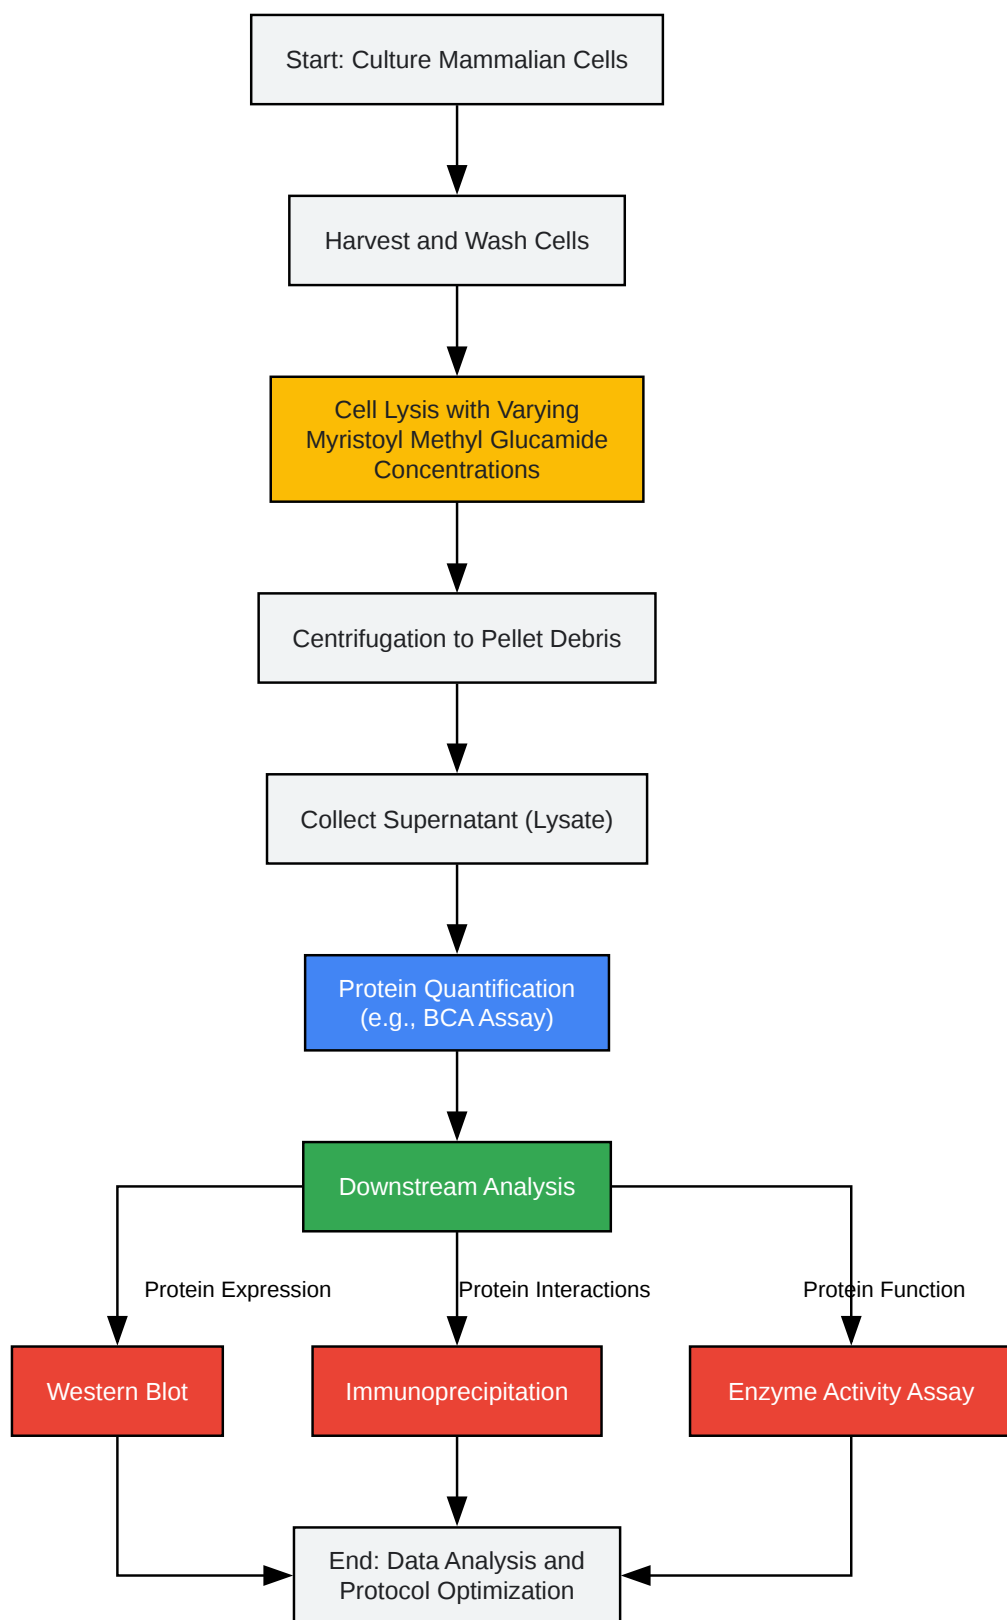 Start: Culture Mammalian Cells
Harvest and Wash Cells
Cell Lysis with Varying
Myristoyl Methyl Glucamide
Concentrations
Centrifugation to Pellet Debris
Collect Supernatant (Lysate)
Protein Quantification
(e.g., BCA Assay)
Downstream Analysis
Protein Expression
Protein Interactions
Protein Function
Western Blot
Immunoprecipitation
Enzyme Activity Assay
End: Data Analysis and
Protocol Optimization